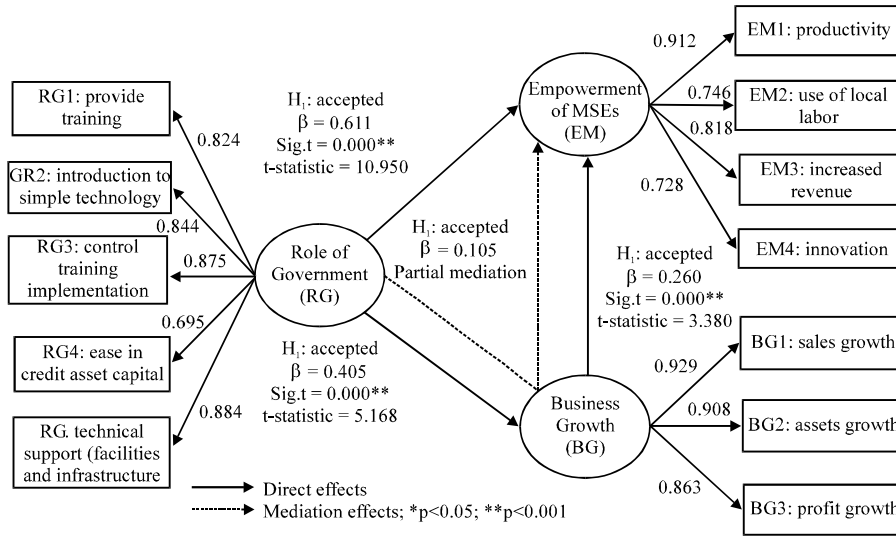 RG1: provide
training
GR2: introduction to
simple technology
RG3: control
training
implementation
RG4: ease in
credit asset capital
RG. technical
support (facilities
and infrastructure
0.824
0.844
0.875
0.695
0.884
Role of
Government
(RG)
H1: accepted
β = 0.611
Sig.t = 0.000**
t-statistic = 10.950
H1: accepted
β = 0.105
Partial mediation
H1: accepted
β = 0.405
Sig.t = 0.000**
t-statistic = 5.168
Empowerment
of MSEs
(EM)
H1: accepted
β = 0.260
Sig.t = 0.000**
t-statistic = 3.380
Business
Growth
(BG)
0.912
0.746
0.818
0.728
EM1: productivity
EM2: use of local
labor
EM3: increased
revenue
EM4: innovation
0.929
0.908
0.863
BG1: sales growth
BG2: assets growth
BG3: profit growth
Direct effects
Mediation effects; *p<0.05; **p<0.001